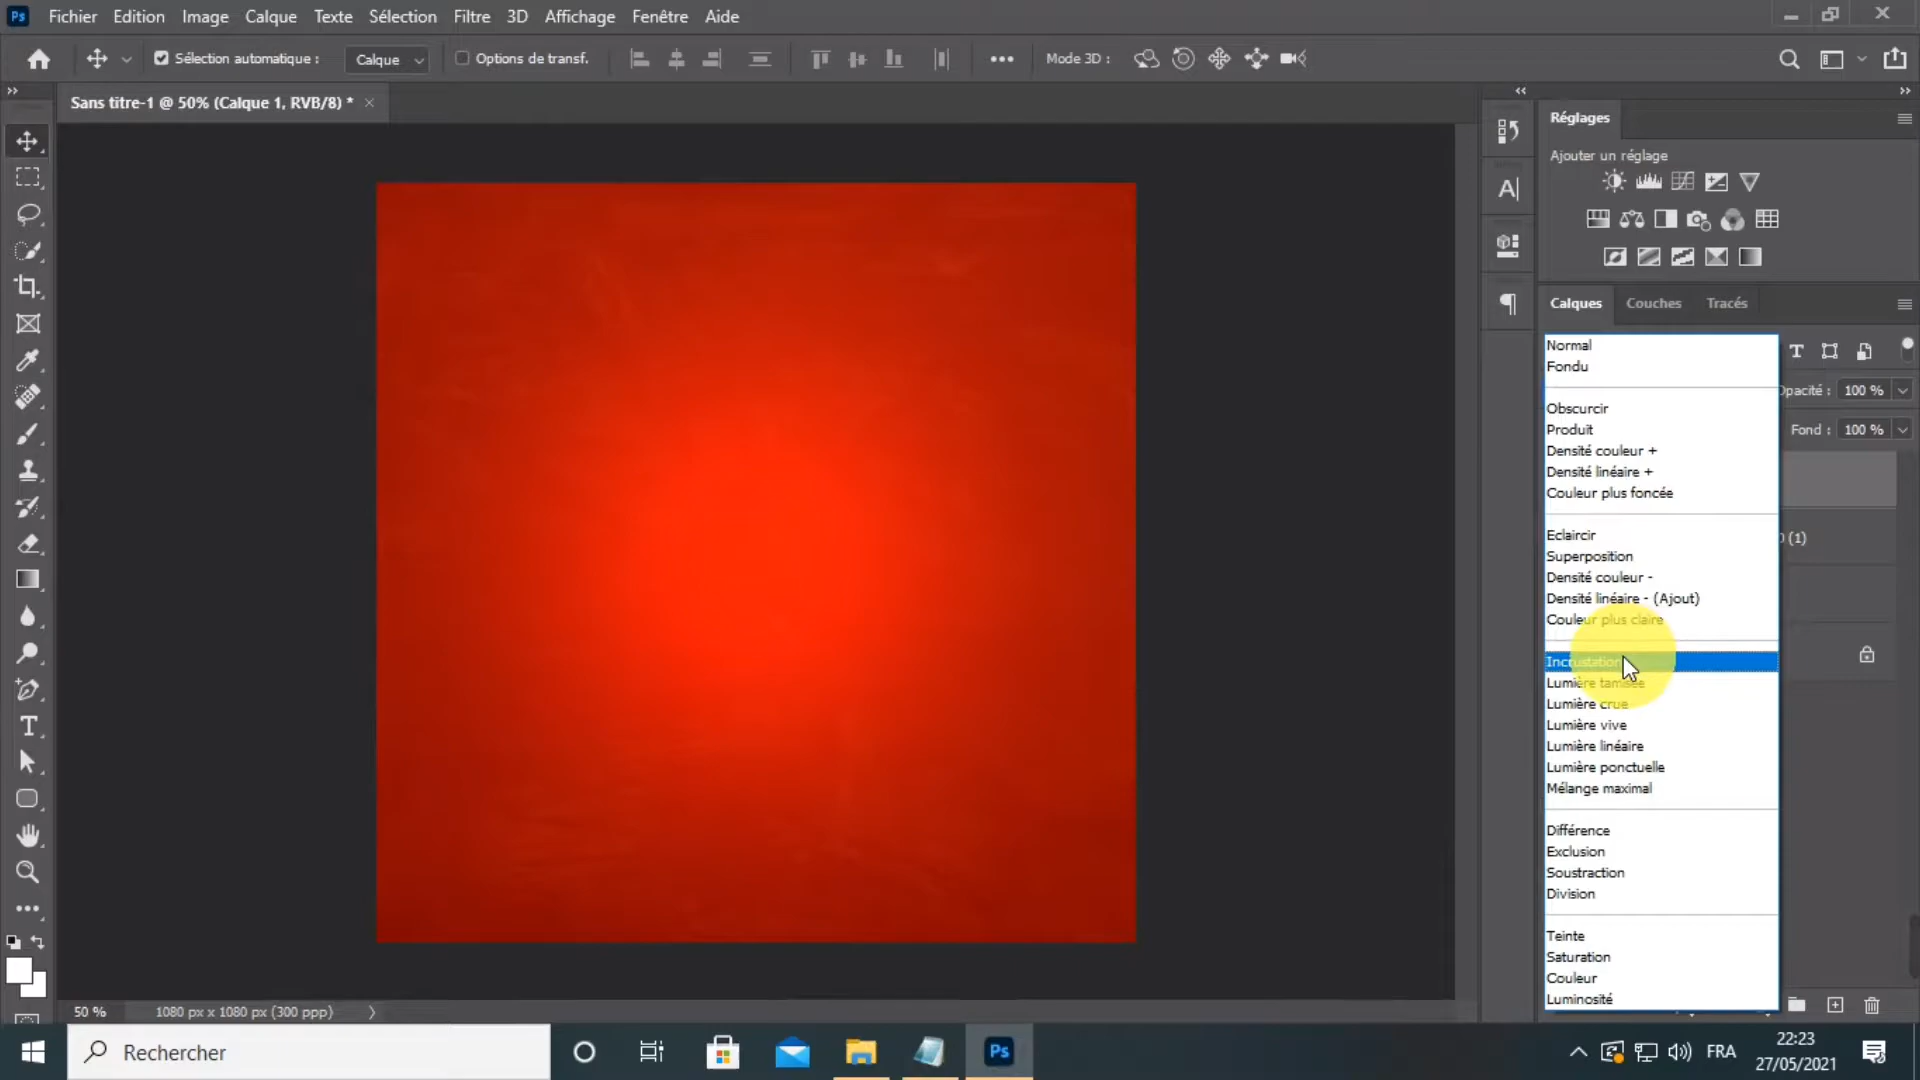 Ps Fichier Edition Image Calque Texte Sélection Filtre 3D Affichage Fenêtre Aide
Sélection automatique : Calque Options de transf. Mode 3D :
Sans titre-1 @ 50% (Calque 1, RVB/8) *
Réglages
Ajouter un réglage
Calques Couches Tracés
Normal
Fondu
Opacité : 100 %
Obscurcir
Produit
Fond : 100 %
Densité couleur +
Densité linéaire +
Couleur plus foncée
Eclaircir
(1)
Superposition
Densité couleur -
Densité linéaire - (Ajout)
Couleur plus claire
Incrustation
Lumière tamisée
Lumière crue
Lumière vive
Lumière linéaire
Lumière ponctuelle
Mélange maximal
Différence
Exclusion
Soustraction
Division
Teinte
Saturation
Couleur
Luminosité
50 % 1080 px x 1080 px (300 ppp)
Rechercher
Ps
FRA
22:23
27/05/2021